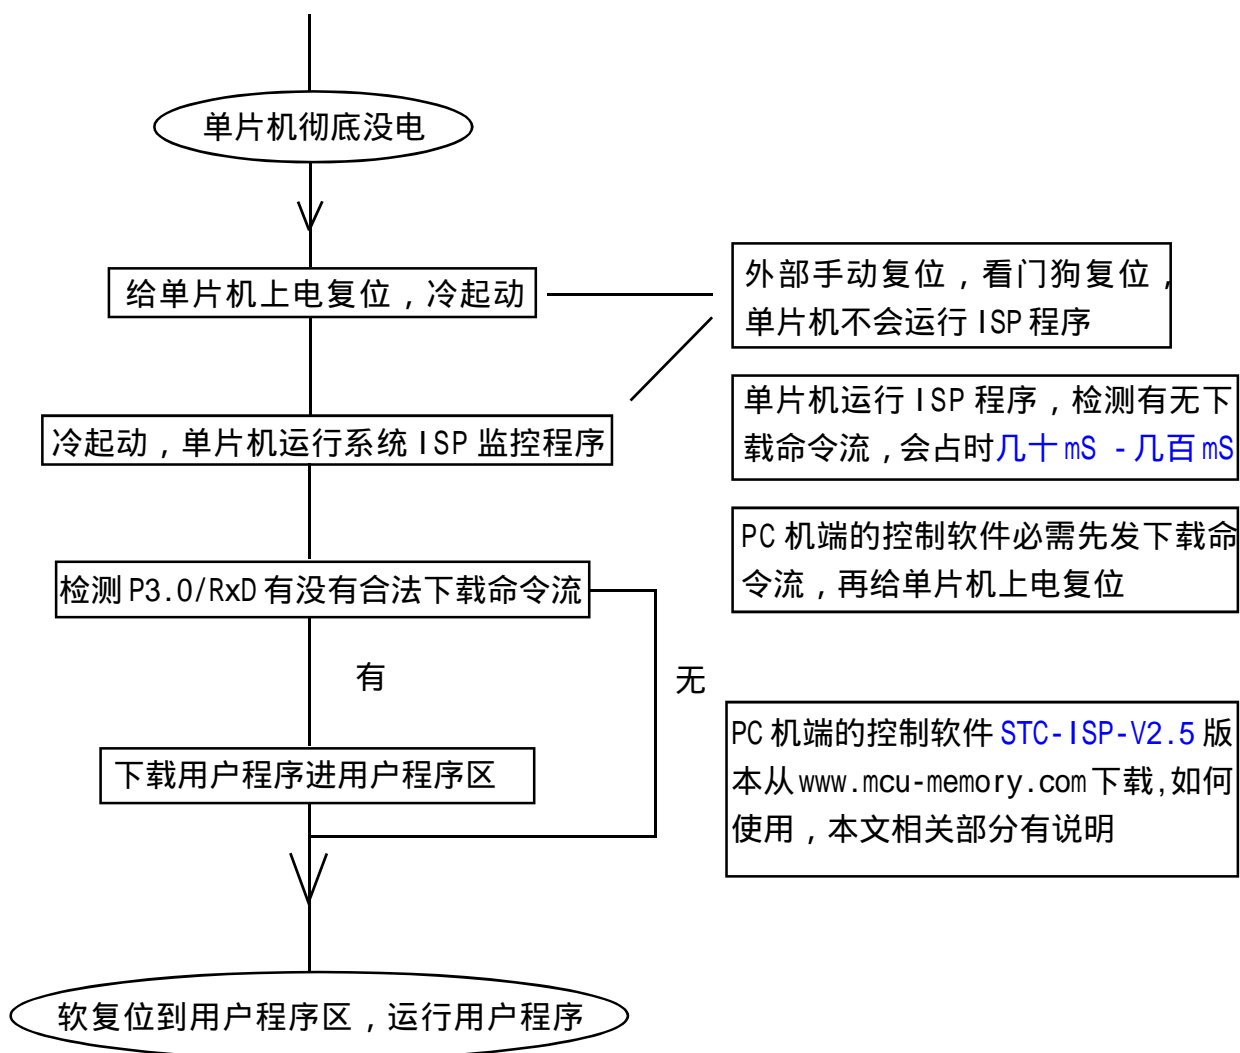 单片机彻底没电
给单片机上电复位，冷起动
外部手动复位，看门狗复位，
单片机不会运行 ISP 程序
冷起动，单片机运行系统 ISP 监控程序
单片机运行 ISP 程序，检测有无下
载命令流，会占时几十 mS - 几百 mS
PC 机端的控制软件必需先发下载命
令流，再给单片机上电复位
检测 P3.0/RxD 有没有合法下载命令流
有
无
PC 机端的控制软件 STC-ISP-V2.5 版
本从 www.mcu-memory.com 下载,如何
使用，本文相关部分有说明
下载用户程序进用户程序区
软复位到用户程序区，运行用户程序